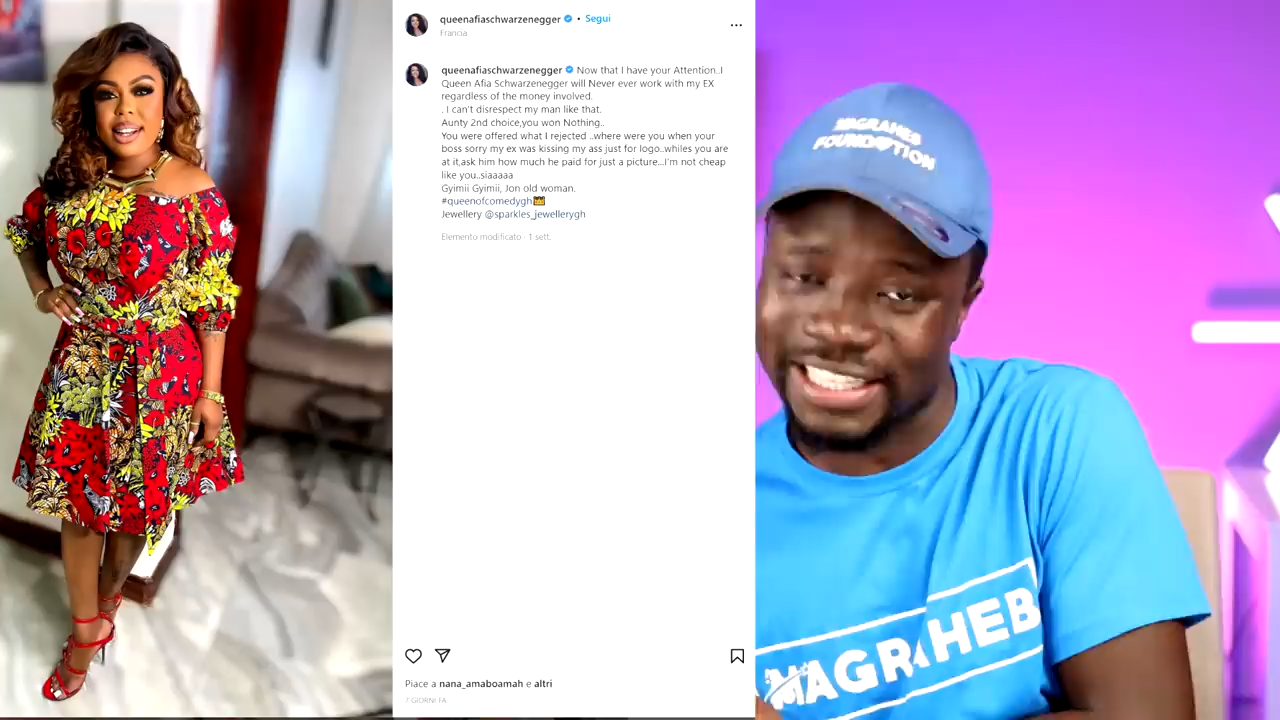 queenafiaschwarzenegger • Segui
Francia
queenafiaschwarzenegger Now that I have your Attention..I
Queen Afia Schwarzenegger will Never ever work with my EX
regardless of the money involved.
. I can't disrespect my man like that.
Aunty 2nd choice,you won Nothing..
You were offered what I rejected ..where were you when your
boss sorry my ex was kissing my ass just for logo..whiles you are
at it,ask him how much he paid for just a picture...I'm not cheap
like you..siaaaaa
Gyimii Gyimii, Jon old woman.
#queenofcomedygh
Jewellery @sparkles_jewellerygh
Elemento modificato · 1 sett.
Piace a nana_amaboamah e altri
7 GIORNI FA
MAGRAHEB
FOUNDATION
MAGRAHEB